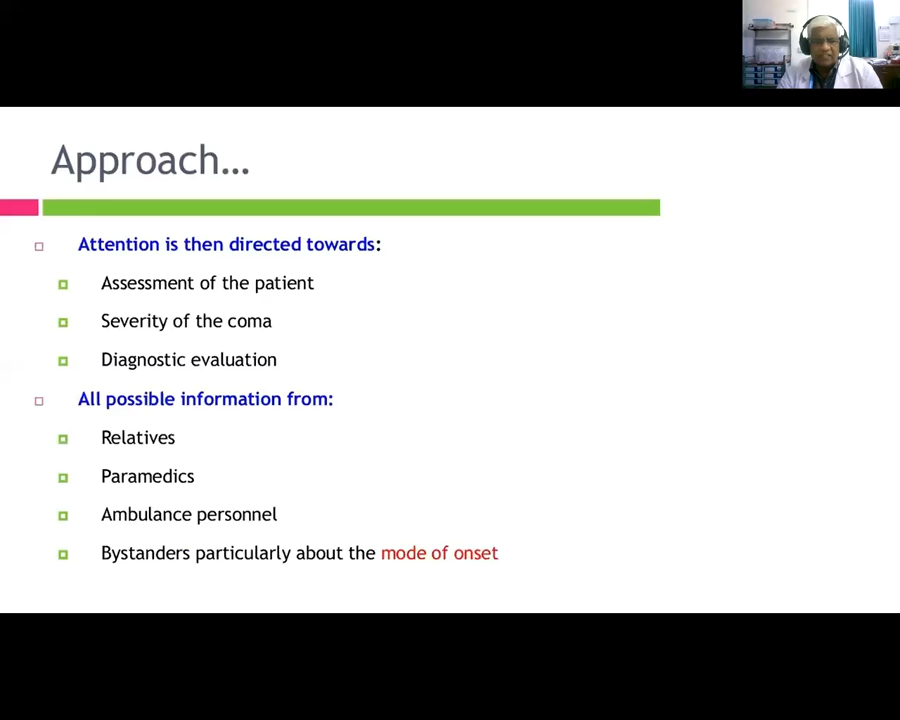 Approach...
Attention is then directed towards:
Assessment of the patient
Severity of the coma
Diagnostic evaluation
All possible information from:
Relatives
Paramedics
Ambulance personnel
Bystanders particularly about the mode of onset